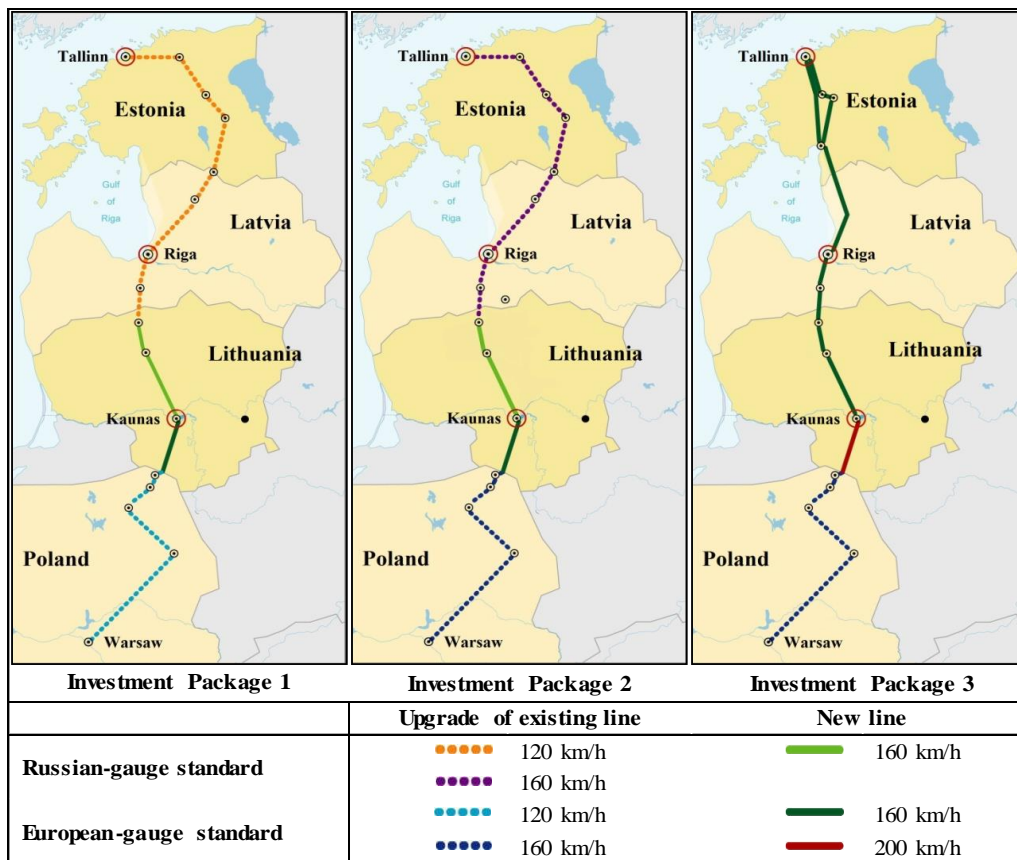 Tallinn
Estonia
Gulf
of
Riga
Latvia
Riga
Lithuania
Kaunas
Poland
Warsaw
Tallinn
Estonia
Gulf
of
Riga
Latvia
Riga
Lithuania
Kaunas
Poland
Warsaw
Tallinn
Estonia
Gulf
of
Riga
Latvia
Riga
Lithuania
Kaunas
Poland
Warsaw
Investment Package 1
Investment Package 2
Investment Package 3
Upgrade of existing line
New line
Russian-gauge standard
120 km/h
160 km/h
160 km/h
European-gauge standard
120 km/h
160 km/h
160 km/h
200 km/h